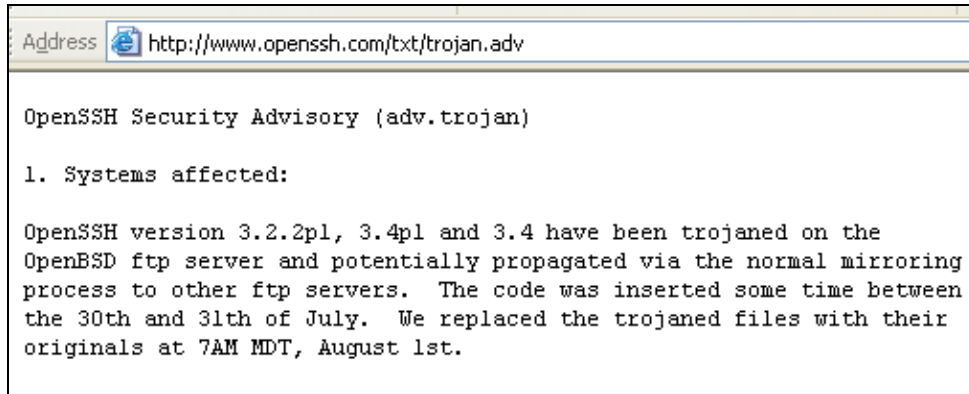 Address http://www.openssh.com/txt/trojan.adv
OpenSSH Security Advisory (adv.trojan)
1. Systems affected:
OpenSSH version 3.2.2p1, 3.4p1 and 3.4 have been trojaned on the
OpenBSD ftp server and potentially propagated via the normal mirroring
process to other ftp servers.  The code was inserted some time between
the 30th and 31th of July.  We replaced the trojaned files with their
originals at 7AM MDT, August 1st.